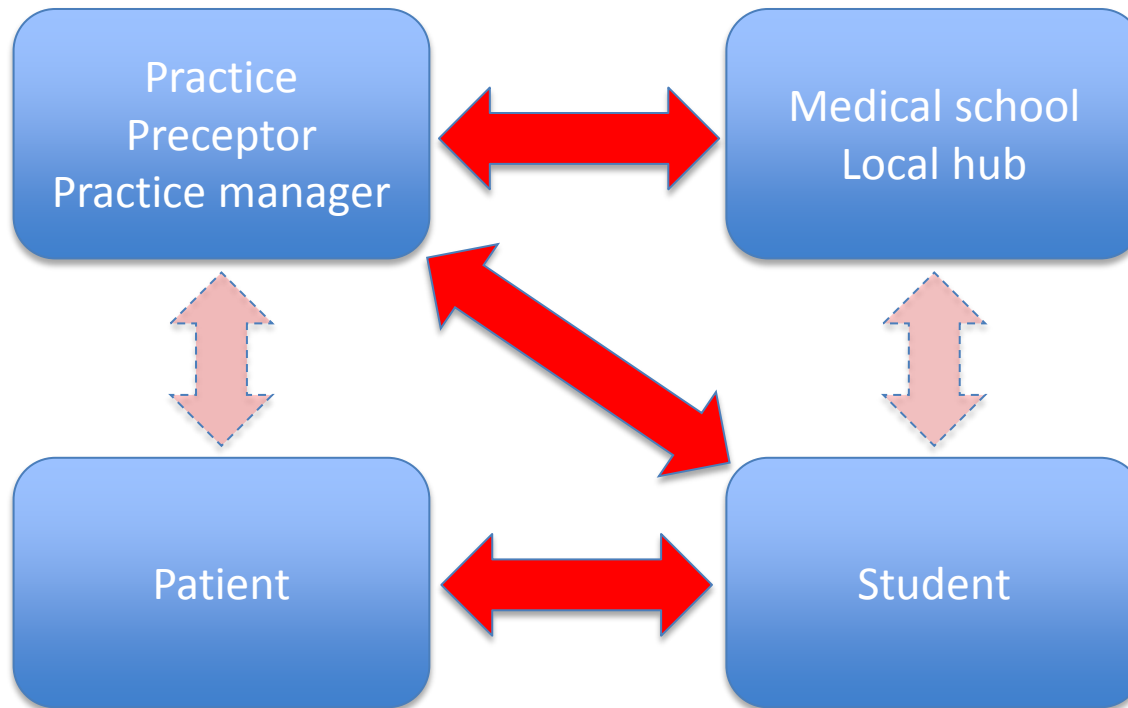 Practice
Preceptor
Practice manager
Medical school
Local hub
Patient
Student